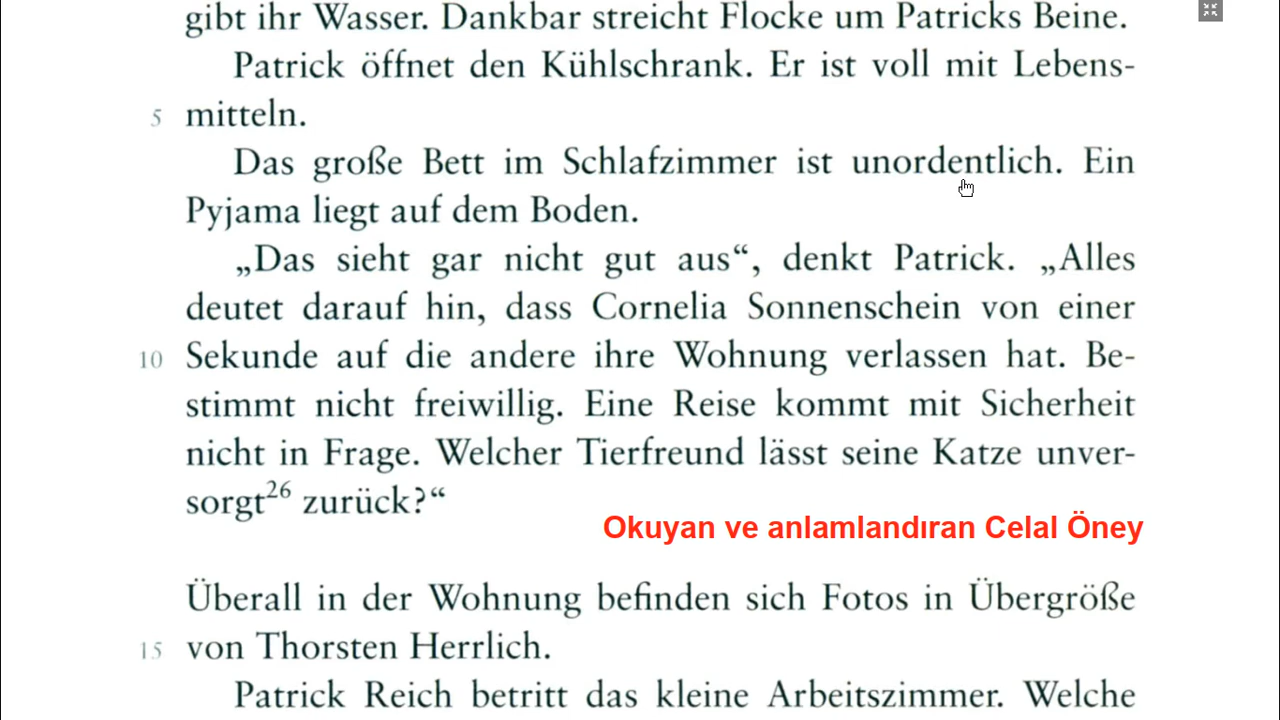 gibt ihr Wasser. Dankbar streicht Flocke um Patricks Beine.
Patrick öffnet den Kühlschrank. Er ist voll mit Lebens-
5 mitteln.
Das große Bett im Schlafzimmer ist unordentlich. Ein
Pyjama liegt auf dem Boden.
„Das sieht gar nicht gut aus“, denkt Patrick. „Alles
deutet darauf hin, dass Cornelia Sonnenschein von einer
10 Sekunde auf die andere ihre Wohnung verlassen hat. Be-
stimmt nicht freiwillig. Eine Reise kommt mit Sicherheit
nicht in Frage. Welcher Tierfreund lässt seine Katze unver-
sorgt26 zurück?“
Okuyan ve anlamlandıran Celal Öney
Überall in der Wohnung befinden sich Fotos in Übergröße
15 von Thorsten Herrlich.
Patrick Reich betritt das kleine Arbeitszimmer. Welche